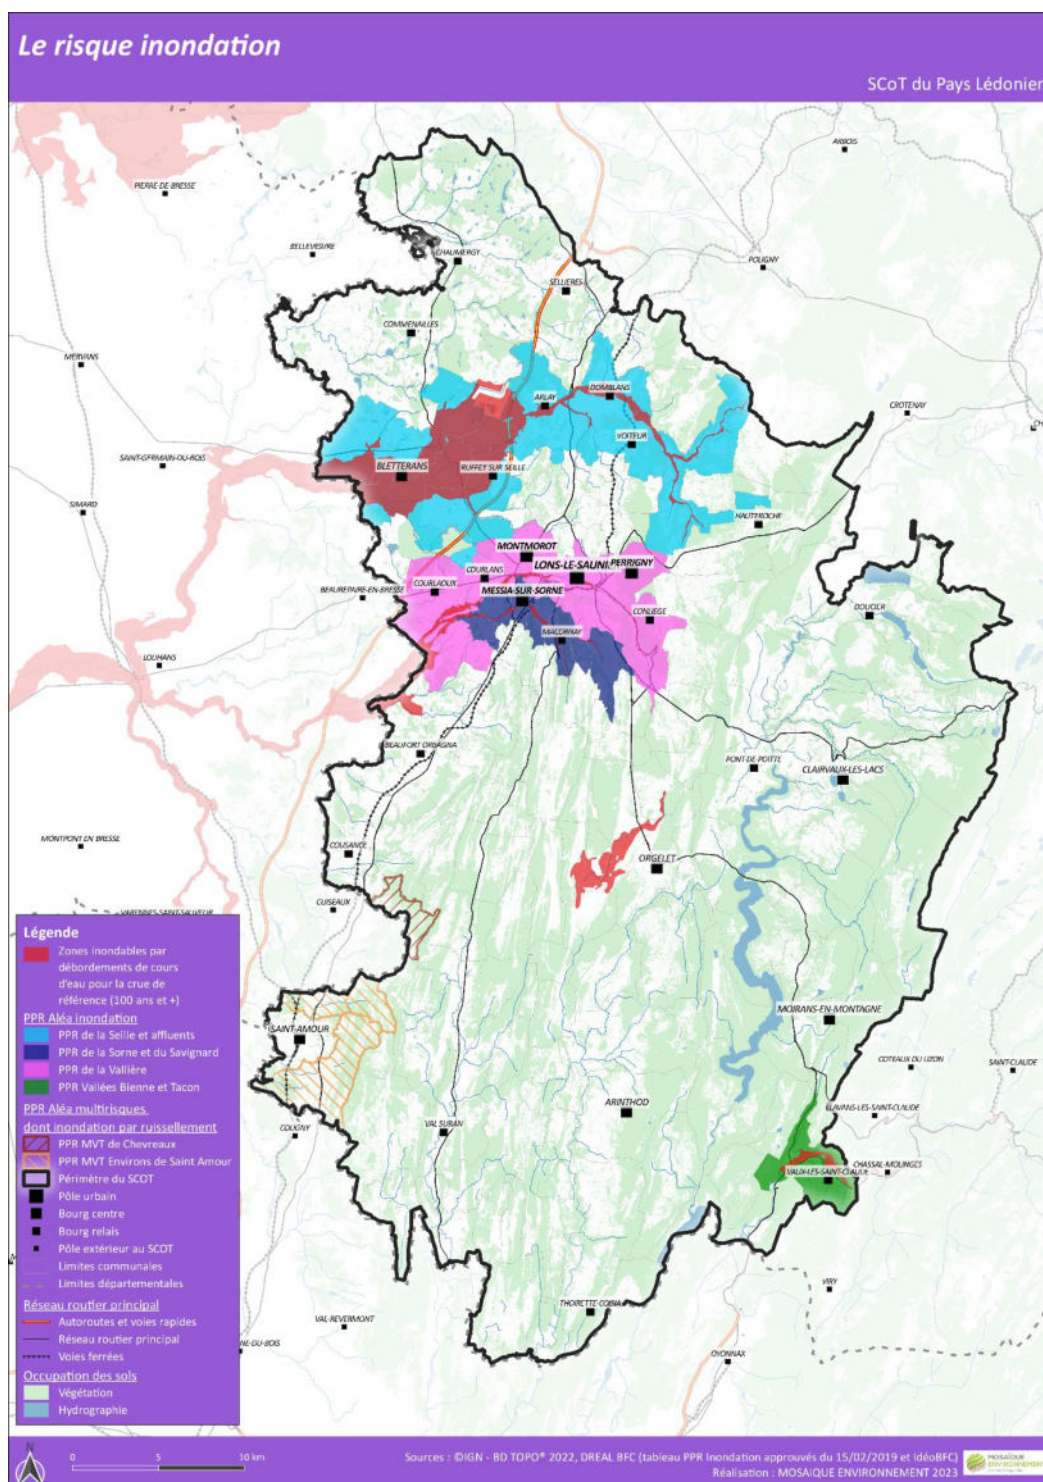 Le risque inondation
SCoT du Pays Lédonien
ARBOIS
PIERRE-DE-BRESSE
BELLEVESVRE
CHAUMERGY
POLIGNY
SELLIERES
COMMENAILLES
MERVANS
DOMBLANS
ARLAY
CROTENAY
VOITEUR
SAINT-GERMAIN-DU-BOIS
BLETTERANS
RUFFEY SUR SEILLE
SIMARD
HAUTEROCHE
MONTMOROT
LONS-LE-SAUNI
PERRIGNY
COURLANS
COURLAOUX
BEAUREPAIRE-EN-BRESSE
MESSIA-SUR-SORNE
CONLIEGE
DOUCIER
MACORNAY
LOUHANS
BEAUFORT ORBAGNA
PONT-DE-POITTE
CLAIRVAUX-LES-LACS
MONTPONT EN BRESSE
COUSANCE
ORGELET
CUISEAUX
VARENNES-SAINT-SAUVEUR
MOIRANS-EN-MONTAGNE
SAINT-AMOUR
COTEAUX DU LIZON
SAINT-CLAUDE
ARINTHOD
LAVANS-LES-SAINT-CLAUDE
COLIGNY
VAL SURAN
CHASSAL-MOLINGES
VAUX-LES-SAINT-CLAUDE
VIRY
THOIRETTE-COISIA
VAL-REVERMONT
NE-DU-BOIS
OYONNAX
Légende
Zones inondables par
débordements de cours
d'eau pour la crue de
référence (100 ans et +)
PPR Aléa inondation
PPR de la Seille et affluents
PPR de la Sorne et du Savignard
PPR de la Vallière
PPR Vallées Bienne et Tacon
PPR Aléa multirisques
dont inondation par ruissellement
PPR MVT de Chevreaux
PPR MVT Environs de Saint Amour
Périmètre du SCOT
Pôle urbain
Bourg centre
Bourg relais
Pôle extérieur au SCOT
Limites communales
Limites départementales
Réseau routier principal
Autoroutes et voies rapides
Réseau routier principal
Voies ferrées
Occupation des sols
Végétation
Hydrographie
N
0 5 10 km
Sources : ©IGN - BD TOPO® 2022, DREAL BFC (tableau PPR Inondation approuvés du 15/02/2019 et IdéoBFC)
Réalisation : MOSAIQUE ENVIRONNEMENT 2023
MOSAÏQUE
ENVIRONNEMENT